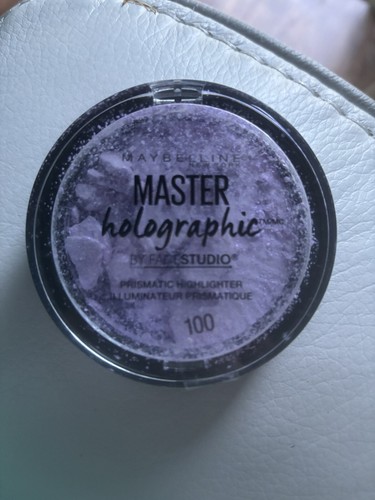 MAYBELLINE
MASTER
holographic
BY FACESTUDIO®
PRISMATIC HIGHLIGHTER
ILLUMINATEUR PRISMATIQUE
100